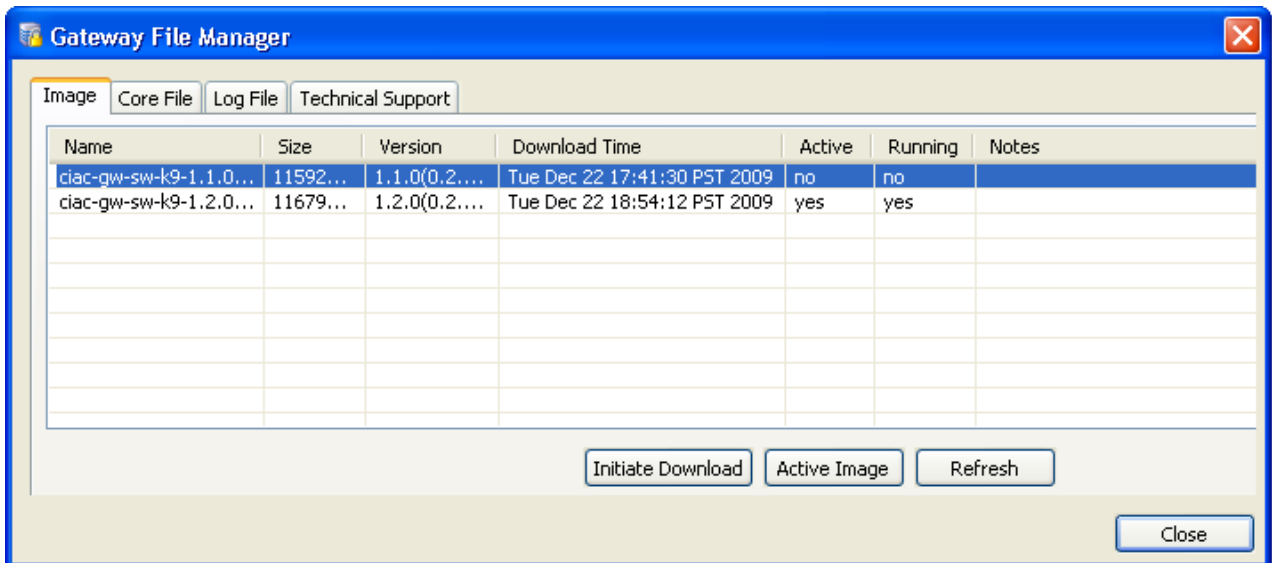 Gateway File Manager
Image Core File Log File Technical Support
Name Size Version Download Time Active Running Notes
ciac-gw-sw-k9-1.1.0... 11592... 1.1.0(0.2.... Tue Dec 22 17:41:30 PST 2009 no no
ciac-gw-sw-k9-1.2.0... 11679... 1.2.0(0.2.... Tue Dec 22 18:54:12 PST 2009 yes yes
Initiate Download Active Image Refresh
Close